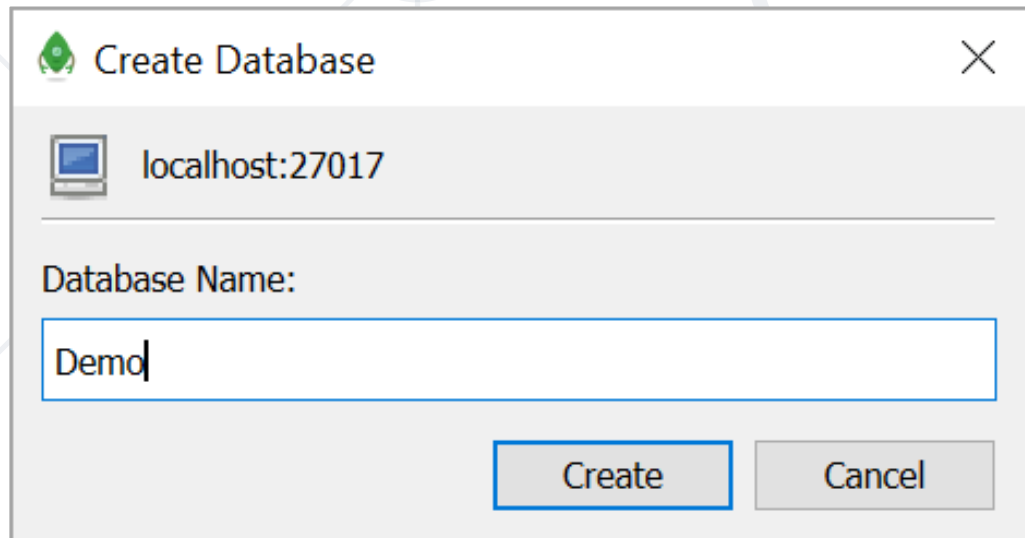 Create Database
localhost:27017
Database Name:
Demo
Create Cancel